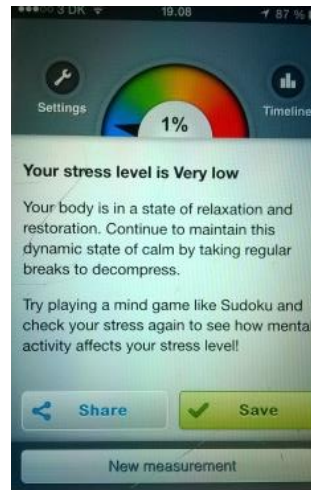 3 DK 19.08 87 %
Settings
Timeline
1%
Your stress level is Very low
Your body is in a state of relaxation and
restoration. Continue to maintain this
dynamic state of calm by taking regular
breaks to decompress.
Try playing a mind game like Sudoku and
check your stress again to see how mental
activity affects your stress level!
Share
Save
New measurement